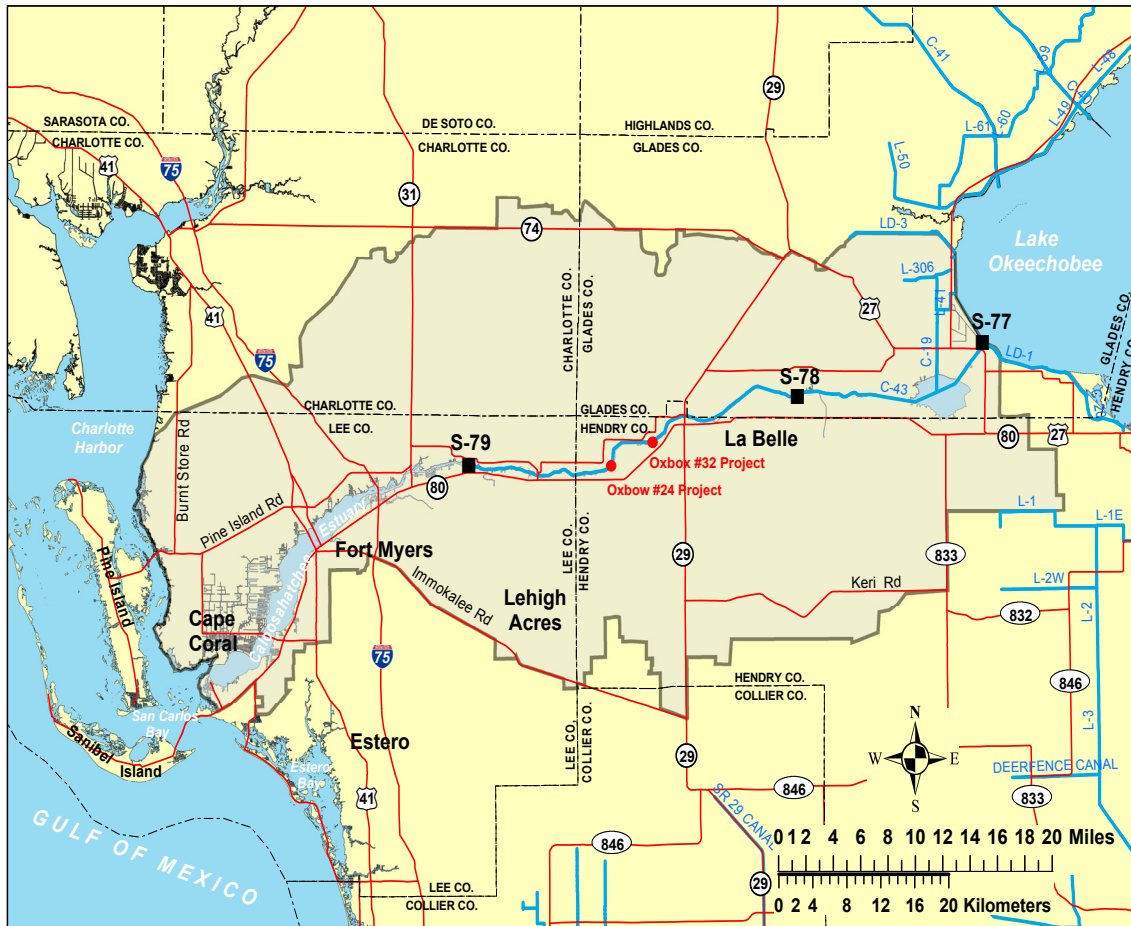 SARASOTA CO.
CHARLOTTE CO.
DE SOTO CO.
CHARLOTTE CO.
HIGHLANDS CO.
GLADES CO.
41
75
31
29
C-41
L-59
L-48
C-40
L-49
L-60
L-61
L-50
74
LD-3
L-306
L-41
Lake
Okeechobee
CHARLOTTE CO.
GLADES CO.
27
S-77
LD-1
C-19
GLADES CO.
HENDRY CO.
41
75
S-78
C-43
CHARLOTTE CO.
LEE CO.
GLADES CO.
HENDRY CO.
Charlotte
Harbor
Burnt Store Rd
S-79
La Belle
80
27
Oxbox #32 Project
Oxbow #24 Project
80
Pine Island Rd
Caloosahatchee
Estuary
Fort Myers
Pine Island
Immokalee Rd
LEE CO.
HENDRY CO.
29
833
L-1
L-1E
Keri Rd
L-2W
L-2
832
Cape
Coral
Lehigh
Acres
75
846
HENDRY CO.
COLLIER CO.
LEE CO.
COLLIER CO.
San Carlos
Bay
Sanibel
Island
Estero
Estero
Bay
29
L-3
N
W
E
S
DEERFENCE CANAL
833
846
41
SR 29 CANAL
846
29
GULF OF MEXICO
LEE CO.
COLLIER CO.
0 1 2 4 6 8 10 12 14 16 18 20 Miles
0 2 4 8 12 16 20 Kilometers